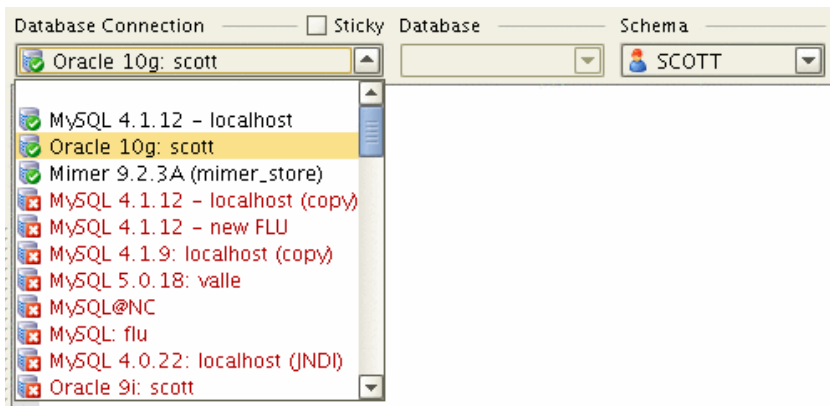 Database Connection Sticky Database Schema
Oracle 10g: scott SCOTT
MySQL 4.1.12 - localhost
Oracle 10g: scott
Mimer 9.2.3A (mimer_store)
MySQL 4.1.12 - localhost (copy)
MySQL 4.1.12 - new FLU
MySQL 4.1.9: localhost (copy)
MySQL 5.0.18: valle
MySQL@NC
MySQL: flu
MySQL 4.0.22: localhost (JNDI)
Oracle 9i: scott